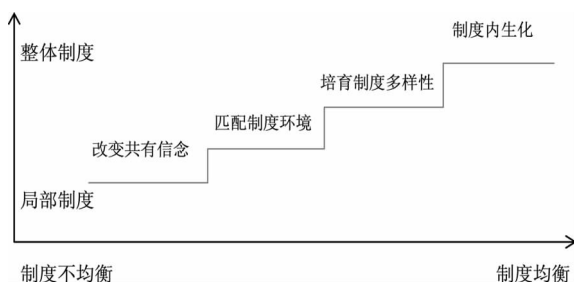 制度内生化
整体制度
培育制度多样性
匹配制度环境
改变共有信念
局部制度
制度不均衡
制度均衡